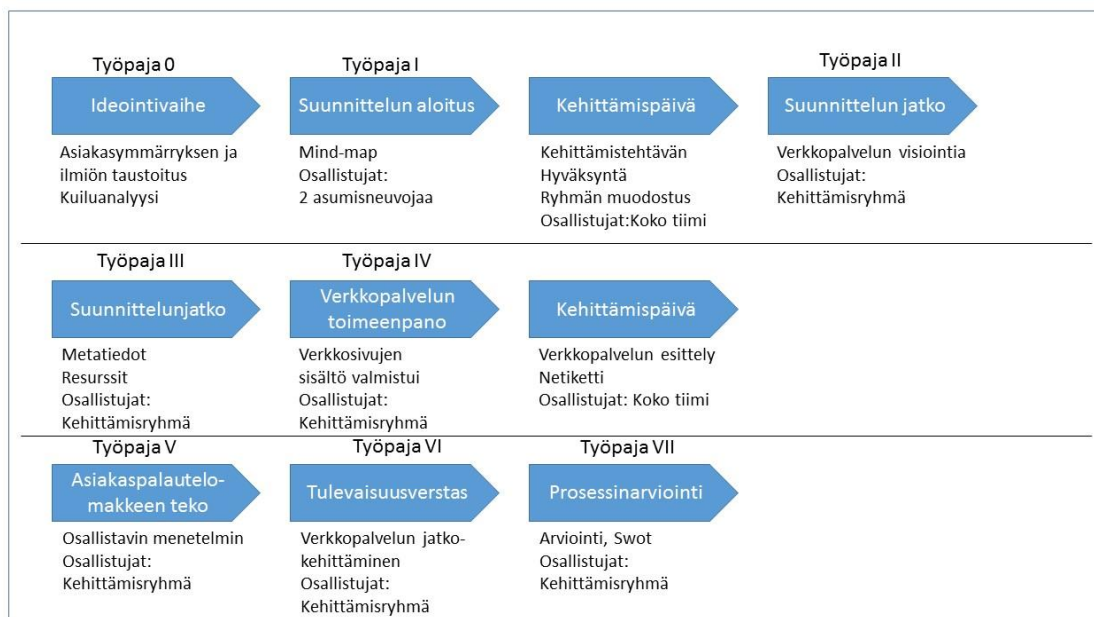 Työpaja 0
Ideointivaihe
Asiakasymmärryksen ja
ilmiön taustoitus
Kuiluanalyysi
Työpaja I
Suunnittelun aloitus
Mind-map
Osallistujat:
2 asumisneuvojaa
Kehittämispäivä
Kehittämistehtävän
Hyväksyntä
Ryhmän muodostus
Osallistujat:Koko tiimi
Työpaja II
Suunnittelun jatko
Verkkopalvelun visiointia
Osallistujat:
Kehittämisryhmä
Työpaja III
Suunnittelunjatko
Metatiedot
Resurssit
Osallistujat:
Kehittämisryhmä
Työpaja IV
Verkkopalvelun
toimeenpano
Verkkosivujen
sisältö valmistui
Osallistujat:
Kehittämisryhmä
Kehittämispäivä
Verkkopalvelun esittely
Netiketti
Osallistujat: Koko tiimi
Työpaja V
Asiakaspalautelo-
makkeen teko
Osallistavin menetelmin
Osallistujat:
Kehittämisryhmä
Työpaja VI
Tulevaisuusverstas
Verkkopalvelun jatko-
kehittäminen
Osallistujat:
Kehittämisryhmä
Työpaja VII
Prosessinarviointi
Arviointi, Swot
Osallistujat:
Kehittämisryhmä